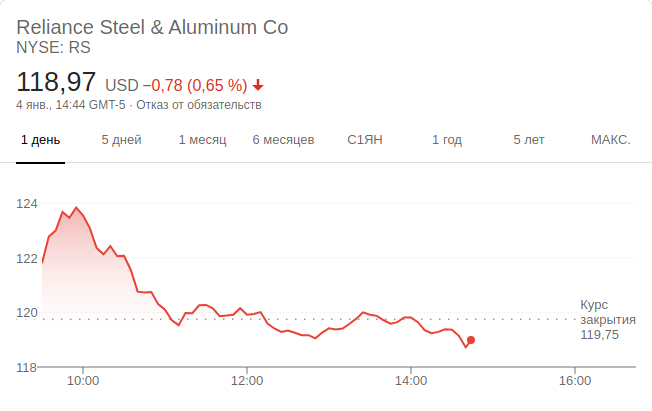 Reliance Steel & Aluminum Co
NYSE: RS
118,97 USD −0,78 (0,65 %)
4 янв., 14:44 GMT-5 · Отказ от обязательств
1 день 5 дней 1 месяц 6 месяцев С1ЯН 1 год 5 лет МАКС.
124
122
120
118
Курс
закрытия
119,75
10:00 12:00 14:00 16:00